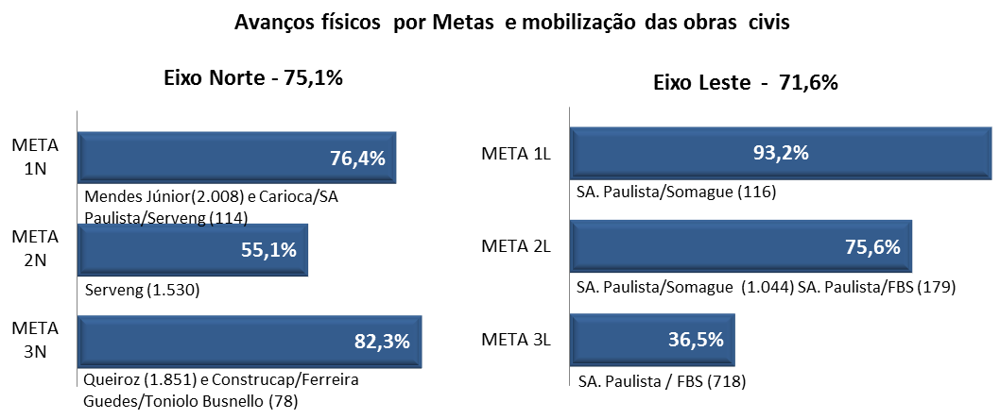 Avanços físicos por Metas e mobilização das obras civis
Eixo Norte - 75,1%
META
1N
76,4%
Mendes Júnior(2.008) e Carioca/SA
Paulista/Serveng (114)
META
2N
55,1%
Serveng (1.530)
META
3N
82,3%
Queiroz (1.851) e Construcap/Ferreira
Guedes/Toniolo Busnello (78)
Eixo Leste - 71,6%
META 1L
93,2%
SA. Paulista/Somague (116)
META 2L
75,6%
SA. Paulista/Somague (1.044) SA. Paulista/FBS (179)
META 3L
36,5%
SA. Paulista / FBS (718)